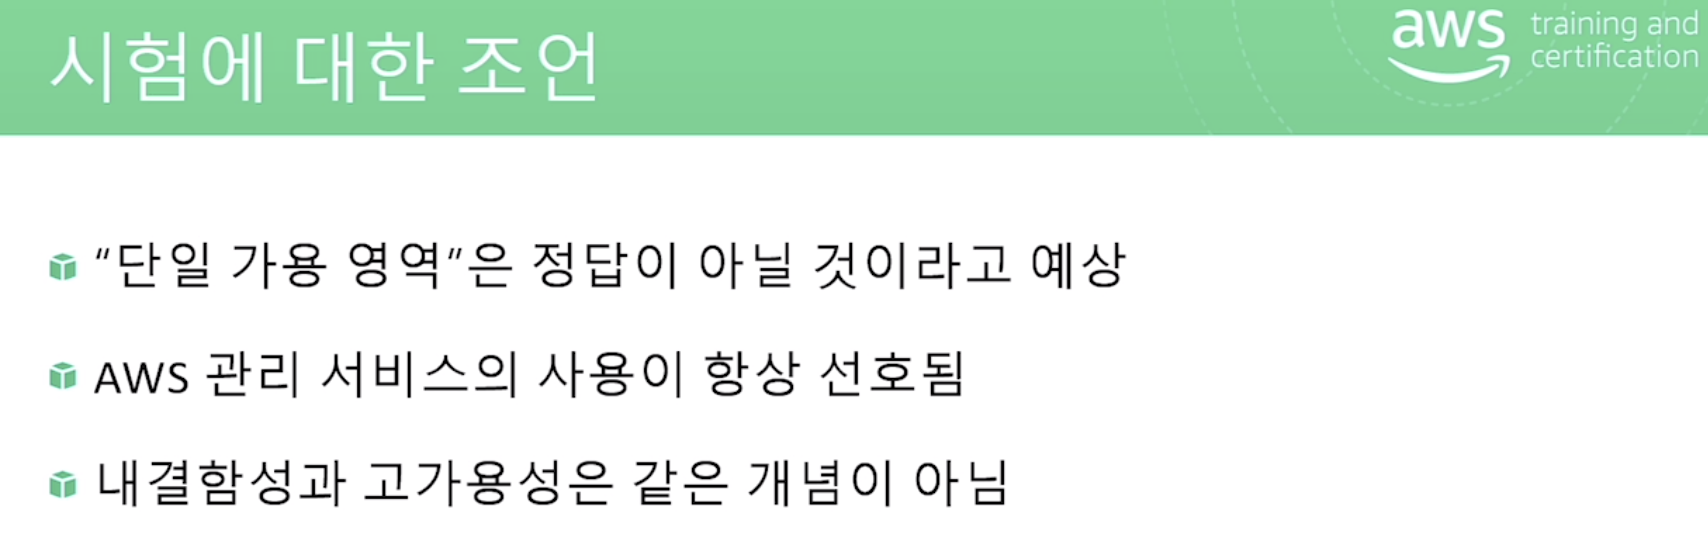 시험에 대한 조언
aws training and
certification
“단일 가용 영역”은 정답이 아닐 것이라고 예상
AWS 관리 서비스의 사용이 항상 선호됨
내결함성과 고가용성은 같은 개념이 아님